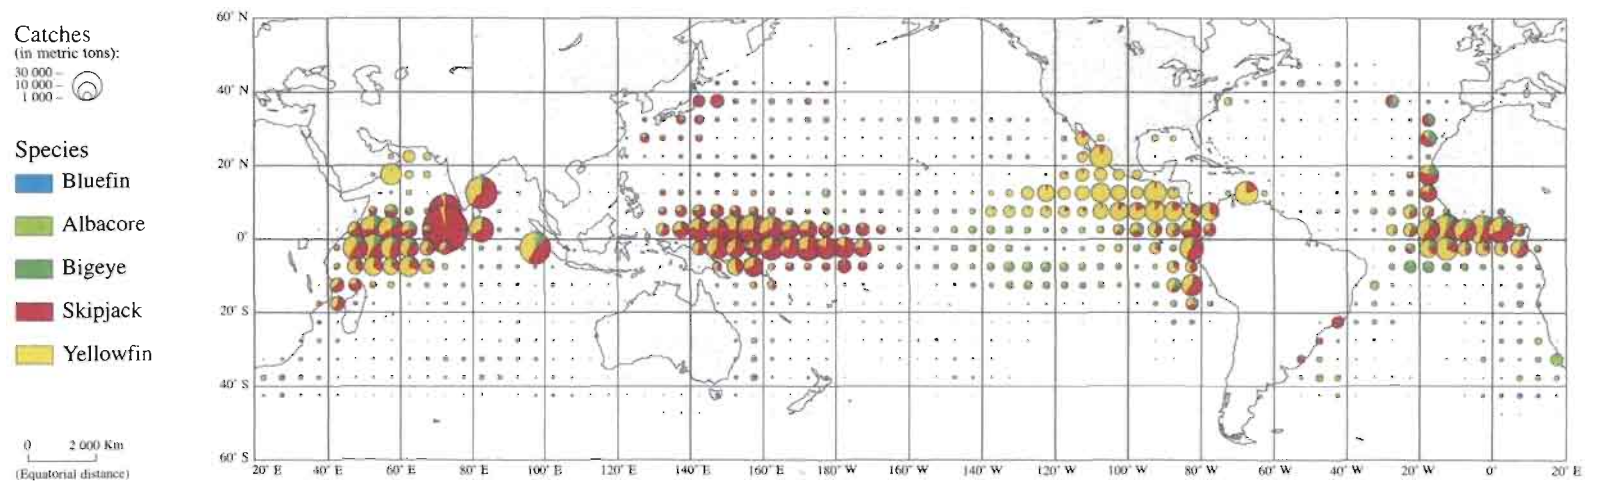 Catches
(in metric tons):
30 000
10 000
1 000
Species
Bluefin
Albacore
Bigeye
Skipjack
Yellowfin
0 2 000 Km
(Equatorial distance)
60° N
40° N
20° N
0°
20° S
40° S
60° S
20° E 40° E 60° E 80° E 100° E 120° E 140° E 160° E 180° W 160° W 140° W 120° W 100° W 80° W 60° W 40° W 20° W 0° 20° E